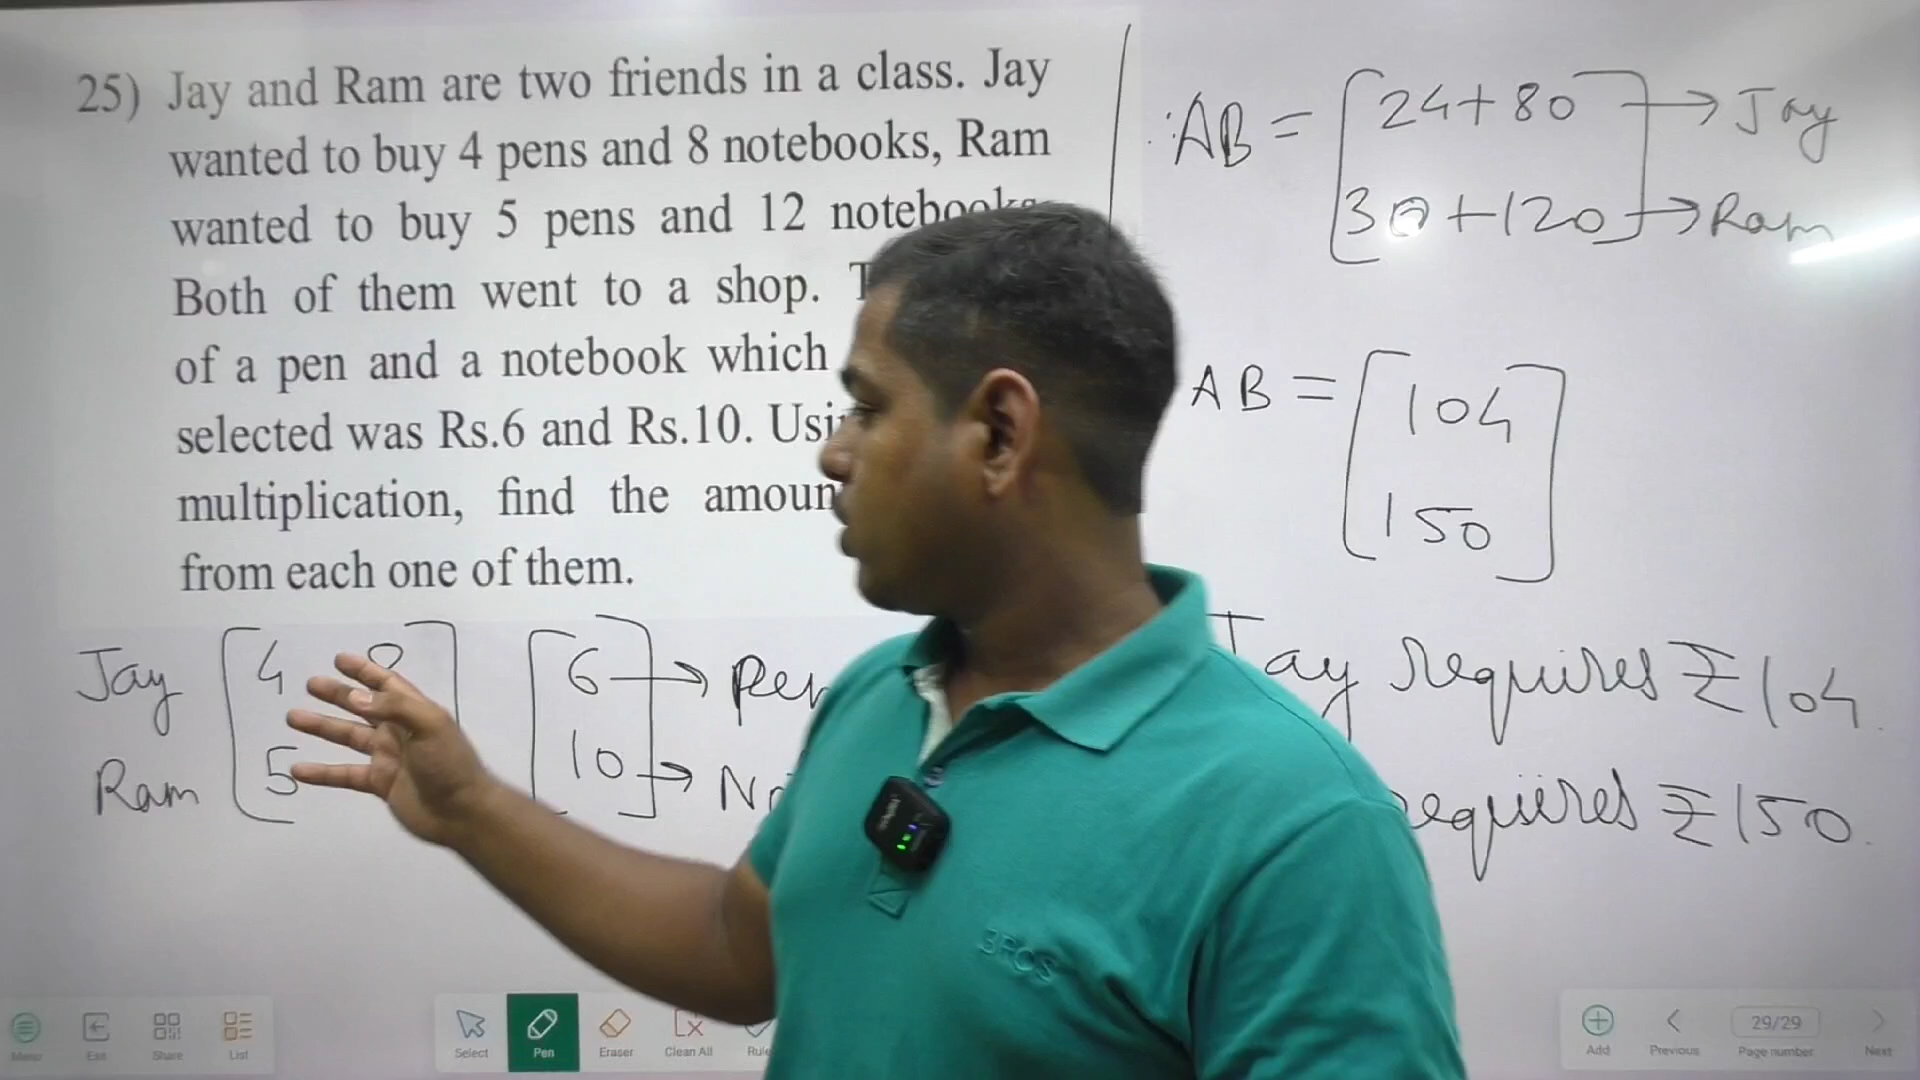 25) Jay and Ram are two friends in a class. Jay
wanted to buy 4 pens and 8 notebooks, Ram
wanted to buy 5 pens and 12
Both of them went to a shop.
of a pen and a notebook which
selected was Rs.6 and Rs.10.
multiplication, find the
from each one of them.
Jay [4 8] [6 → Pen
Ram [5 10] →
:AB = [24+80 → Jay
30+120] → Ram
AB = [104
150]
Jay requires ₹104.
requires ₹150.
3FCS
Menu
Exit
Share
List
Select
Pen
Eraser
Clean All
Add
Previous
29/29
Page number
Next